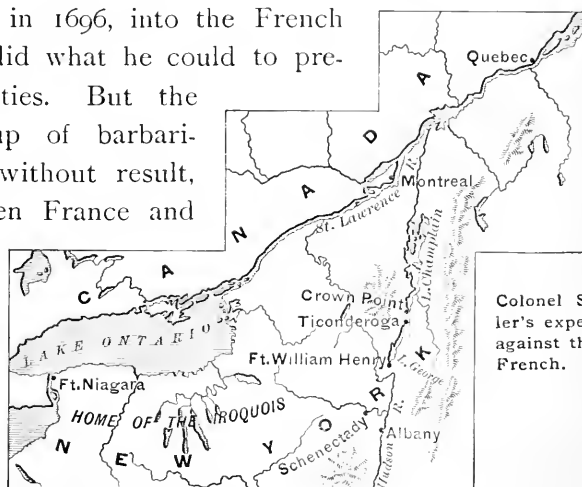 in 1696, into the French
did what he could to pre-
ties. But the
up of barbari-
without result,
en France and
Quebec
CANADA
Montreal
St. Lawrence R.
L. Champlain
Crown Point
Ticonderoga
LAKE ONTARIO
Ft. William Henry
L. George
Ft. Niagara
HOME OF THE IROQUOIS
NEW YORK
Schenectady
Albany
Hudson R.
Colonel S
ler's expe
against th
French.